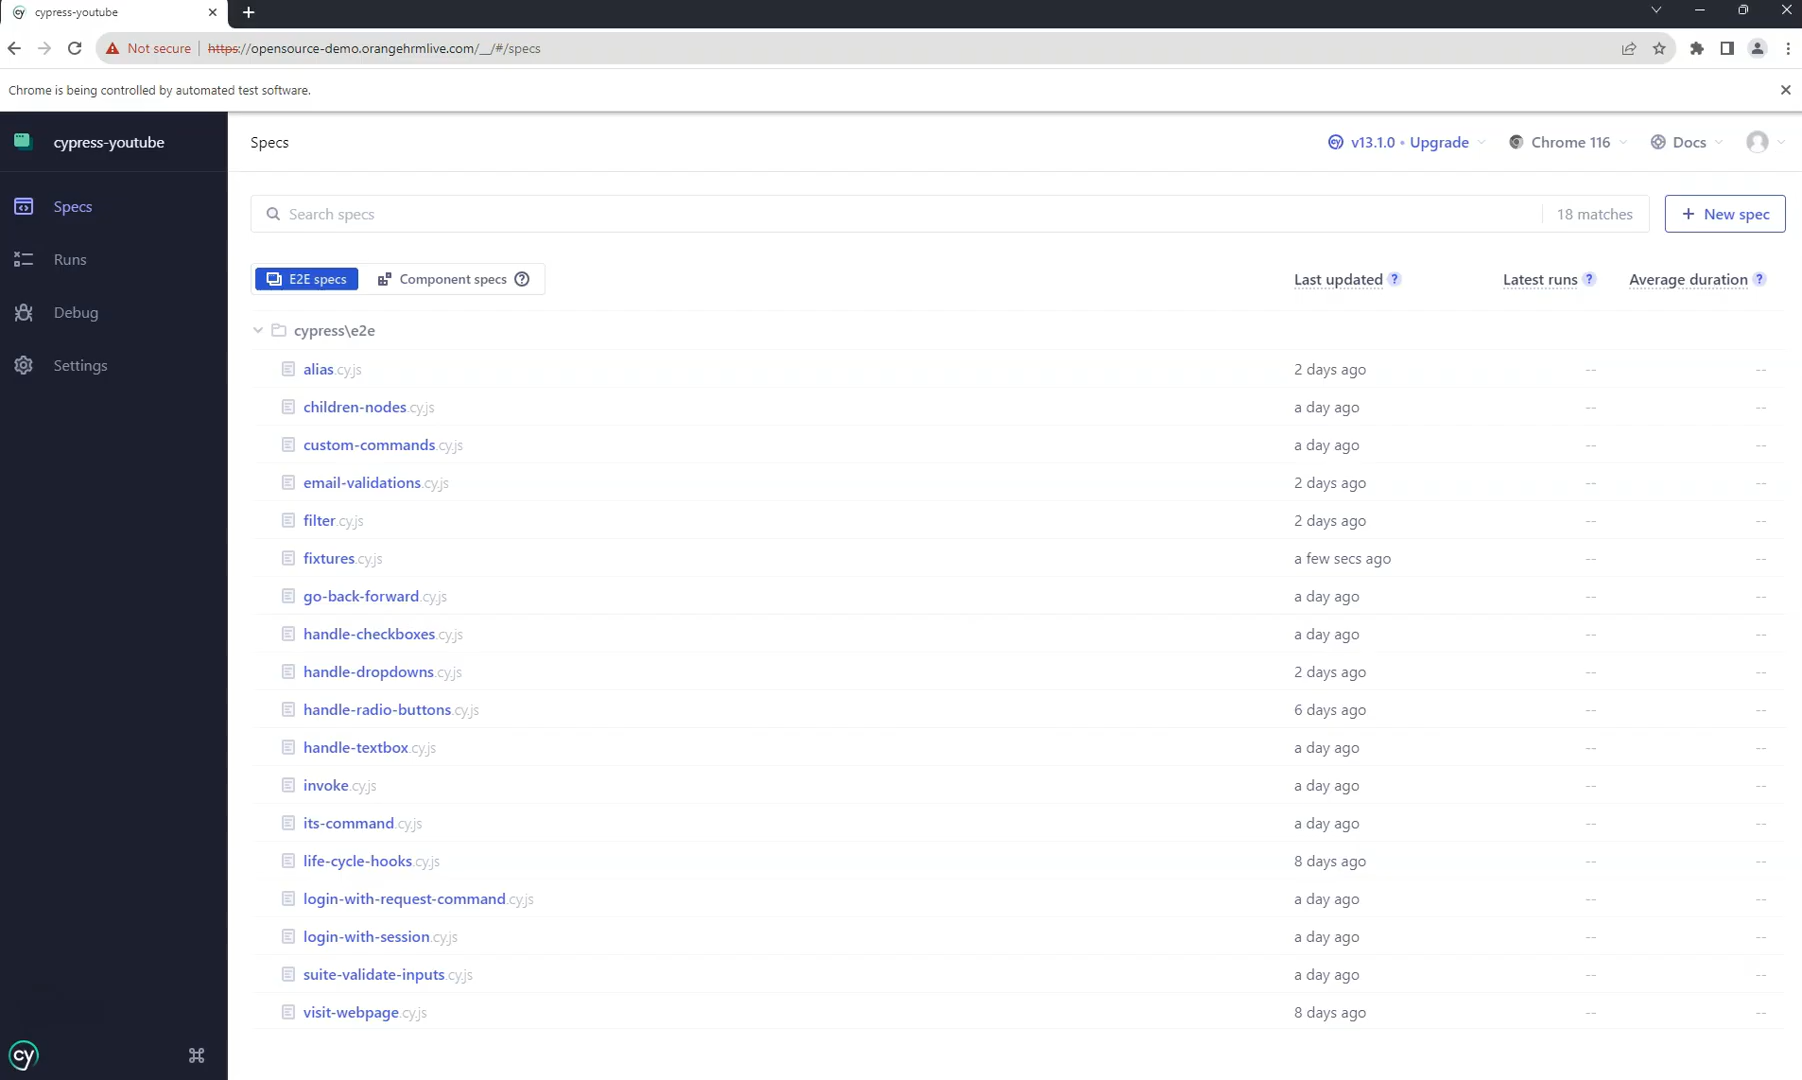 cypress-youtube
Not secure https://opensource-demo.orangehrmlive.com/__/#/specs
Chrome is being controlled by automated test software.
cypress-youtube
Specs
Runs
Debug
Settings
cy
Specs
v13.1.0 • Upgrade
Chrome 116
Docs
Search specs
18 matches
+ New spec
E2E specs
Component specs ?
Last updated ?
Latest runs ?
Average duration ?
cypress\e2e
alias.cy.js 2 days ago -- --
children-nodes.cy.js a day ago -- --
custom-commands.cy.js a day ago -- --
email-validations.cy.js 2 days ago -- --
filter.cy.js 2 days ago -- --
fixtures.cy.js a few secs ago -- --
go-back-forward.cy.js a day ago -- --
handle-checkboxes.cy.js a day ago -- --
handle-dropdowns.cy.js 2 days ago -- --
handle-radio-buttons.cy.js 6 days ago -- --
handle-textbox.cy.js a day ago -- --
invoke.cy.js a day ago -- --
its-command.cy.js a day ago -- --
life-cycle-hooks.cy.js 8 days ago -- --
login-with-request-command.cy.js a day ago -- --
login-with-session.cy.js a day ago -- --
suite-validate-inputs.cy.js a day ago -- --
visit-webpage.cy.js 8 days ago -- --